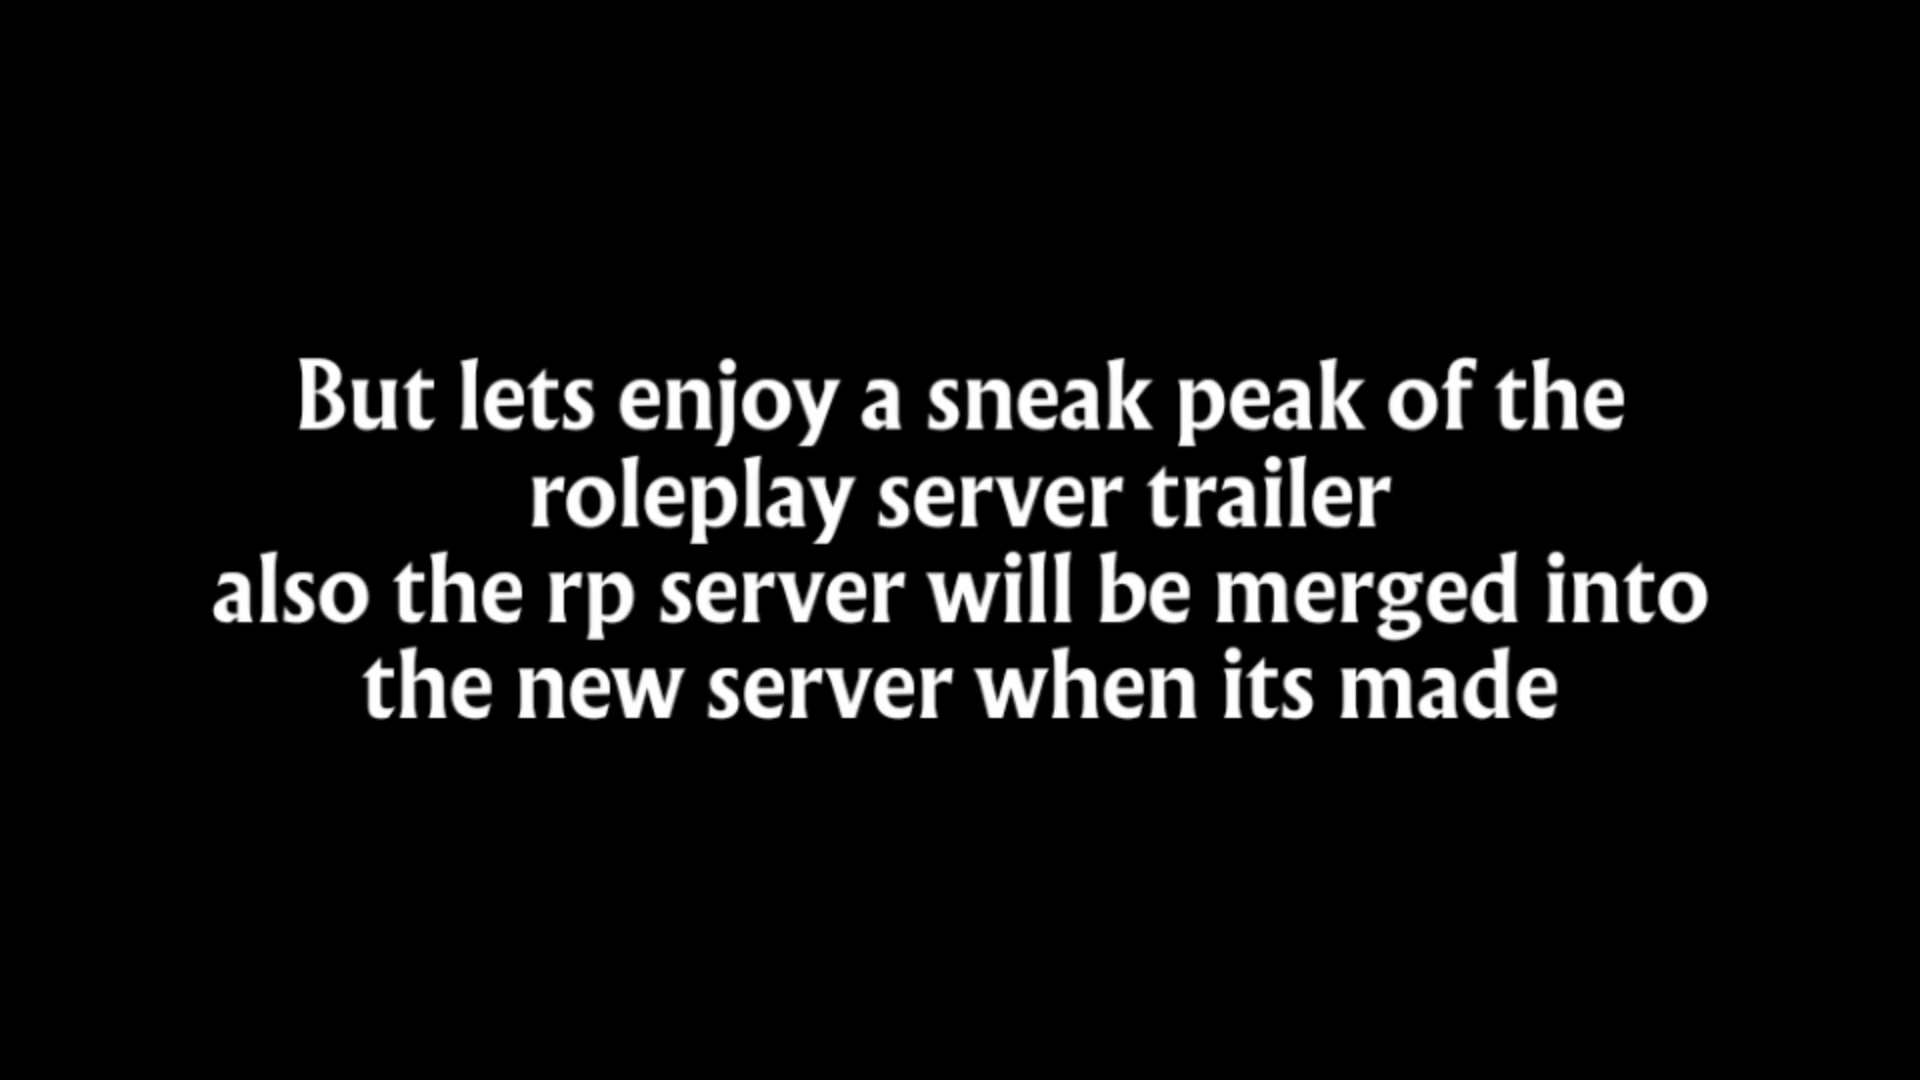 But lets enjoy a sneak peak of the
roleplay server trailer
also the rp server will be merged into
the new server when its made